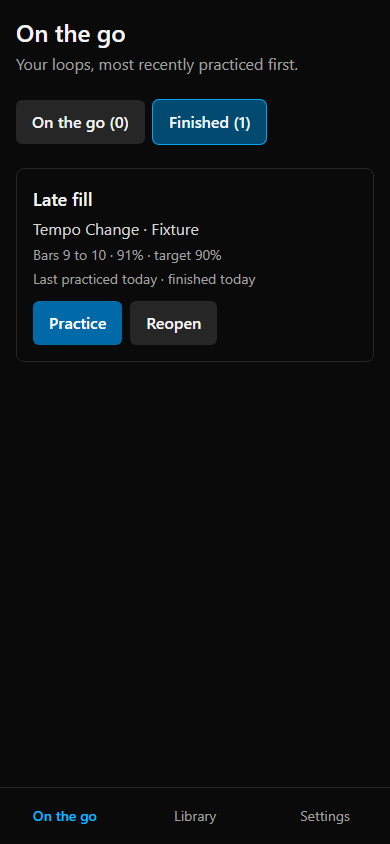 On the go
Your loops, most recently practiced first.
On the go (0)
Finished (1)
Late fill
Tempo Change · Fixture
Bars 9 to 10 · 91% · target 90%
Last practiced today · finished today
Practice
Reopen
On the go
Library
Settings